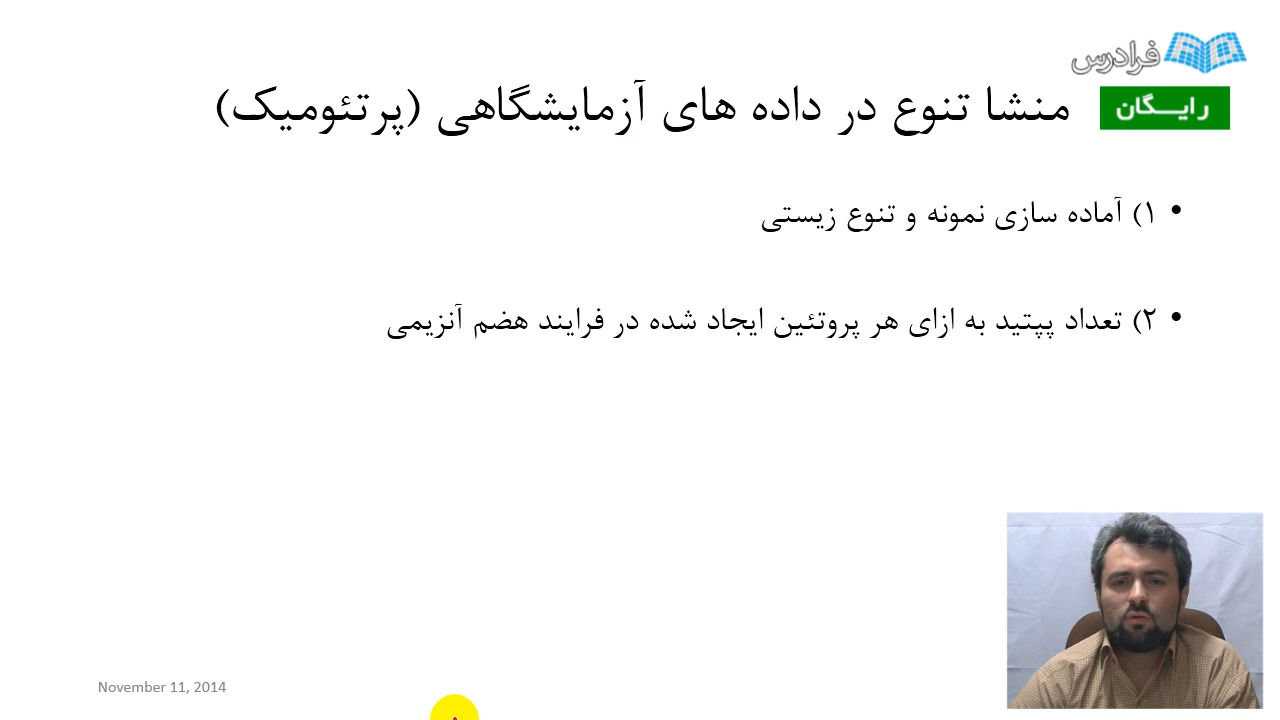 فرادرس
رایگان
منشا تنوع در داده های آزمایشگاهی (پرتئومیک)
• ۱) آماده سازی نمونه و تنوع زیستی
• ۲) تعداد پپتید به ازای هر پروتئین ایجاد شده در فرایند هضم آنزیمی
November 11, 2014